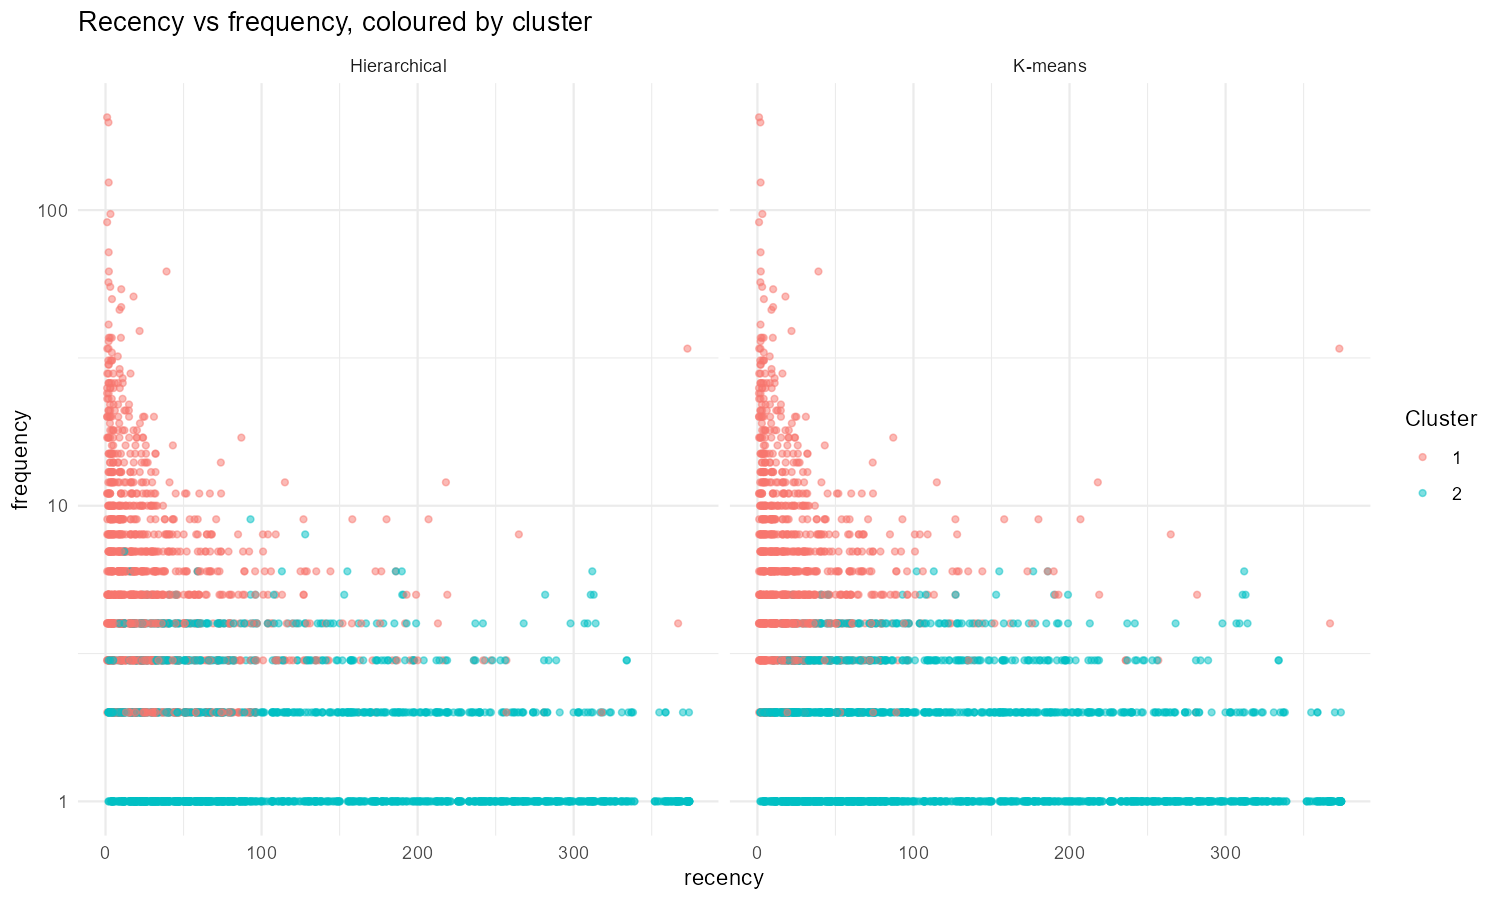 Recency vs frequency, coloured by cluster
Hierarchical
K-means
100
10
1
frequency
0
100
200
300
0
100
200
300
recency
Cluster
1
2